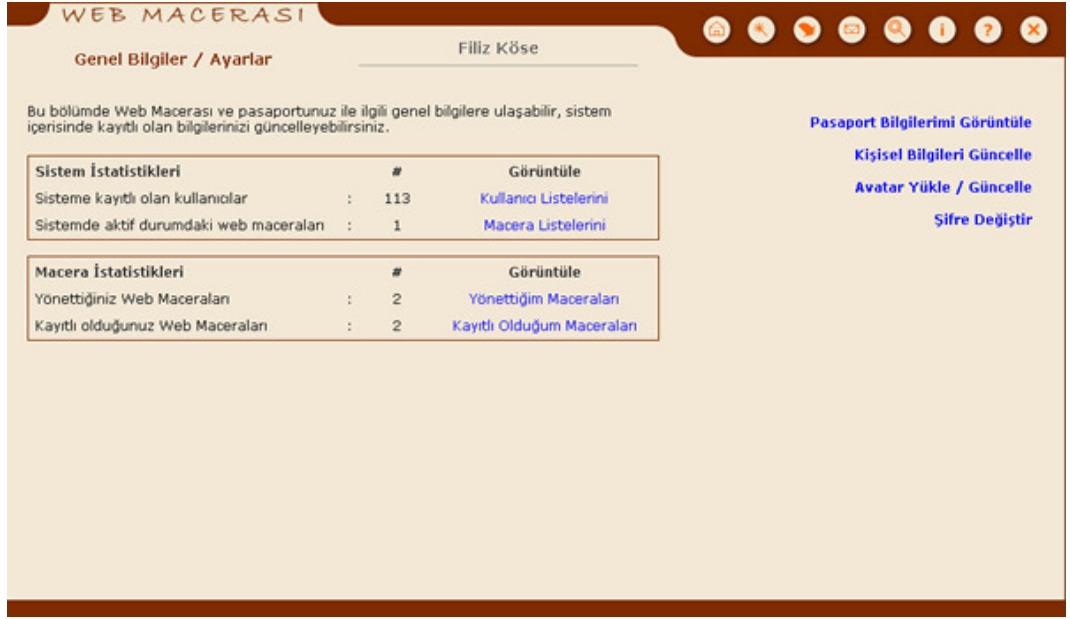 WEB MACERASI
Genel Bilgiler / Ayarlar
Filiz Köse
Bu bölümde Web Macerası ve pasaportunuz ile ilgili genel bilgilere ulaşabilir, sistem
içerisinde kayıtlı olan bilgilerinizi güncelleyebilirsiniz.
Sistem İstatistikleri # Görüntüle
Sisteme kayıtlı olan kullanıcılar : 113 Kullanıcı Listelerini
Sistemde aktif durumdaki web maceraları : 1 Macera Listelerini
Macera İstatistikleri # Görüntüle
Yönettiğiniz Web Maceraları : 2 Yönettiğim Maceraları
Kayıtlı olduğunuz Web Maceraları : 2 Kayıtlı Olduğum Maceraları
Pasaport Bilgilerimi Görüntüle
Kişisel Bilgileri Güncelle
Avatar Yükle / Güncelle
Şifre Değiştir